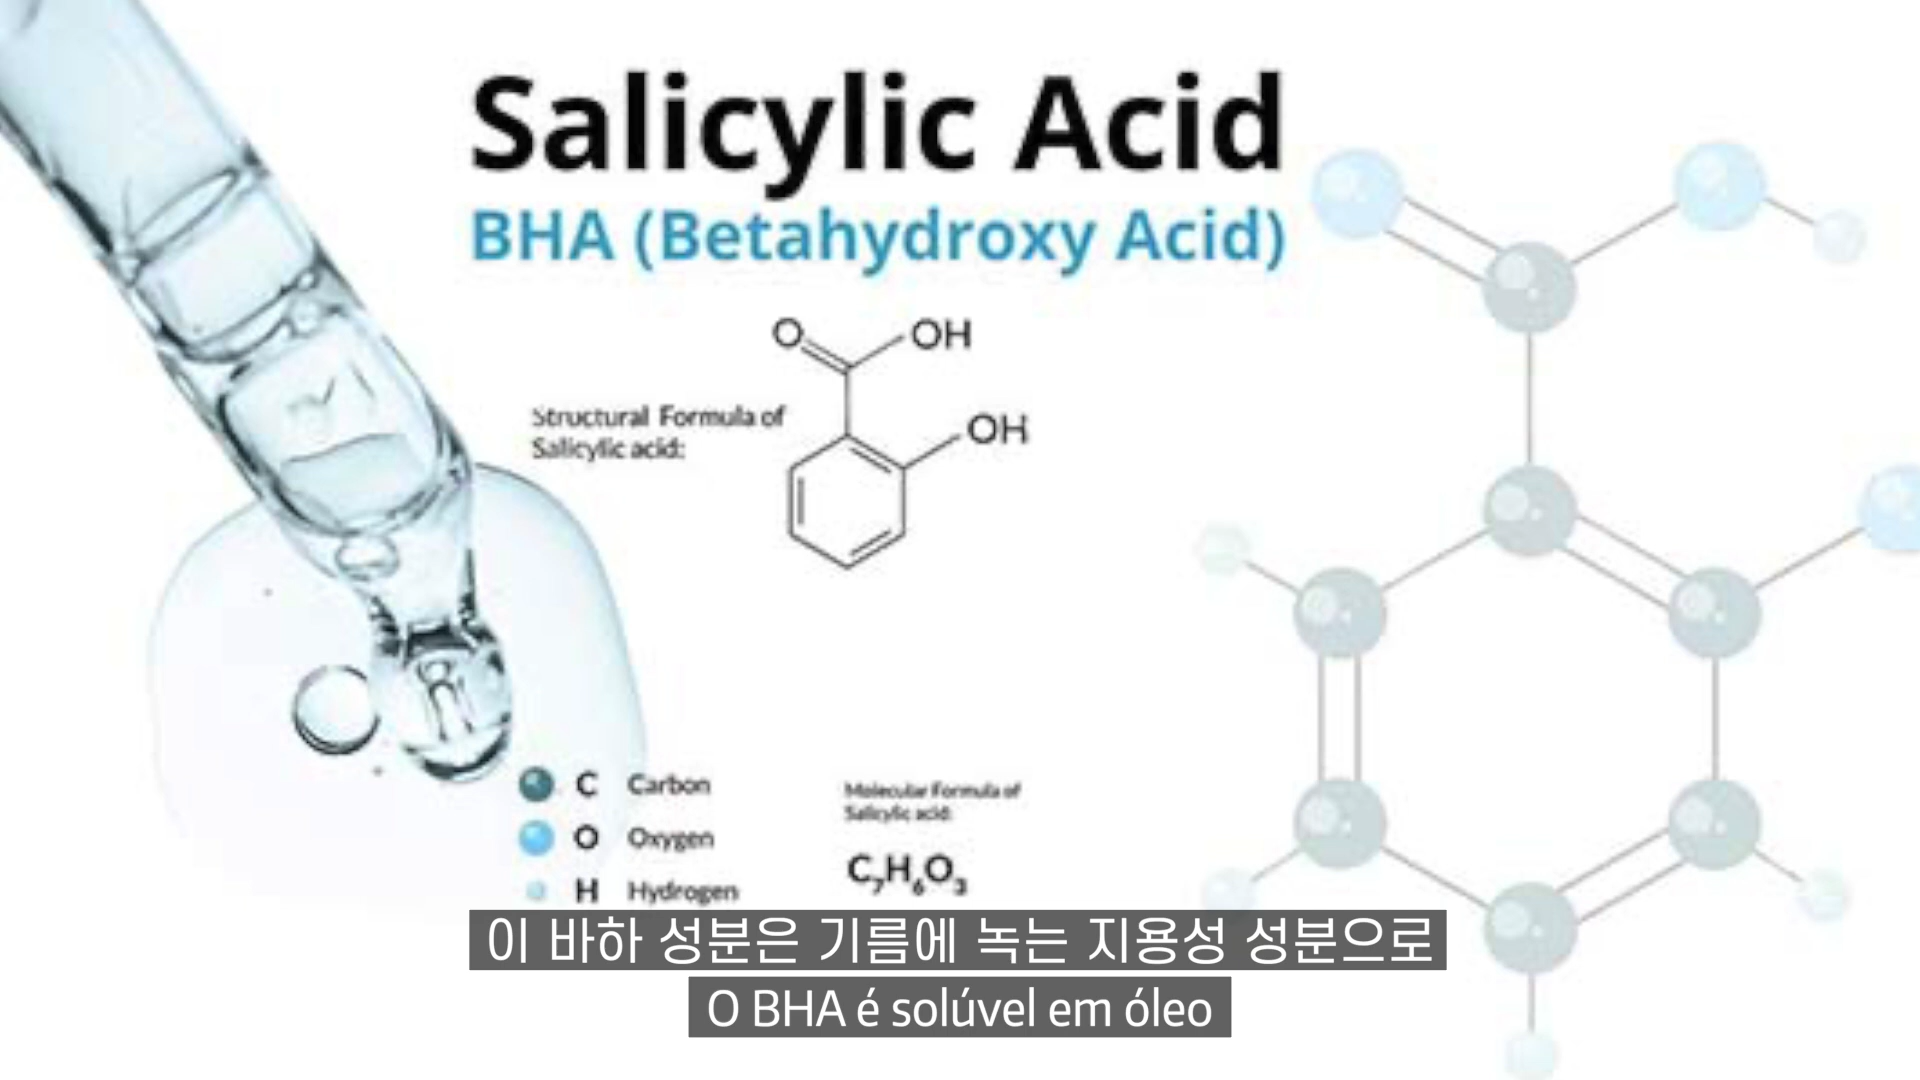 Salicylic Acid
BHA (Betahydroxy Acid)
O
OH
Structural Formula of
Salicylic acid:
OH
C Carbon
O Oxygen
H Hydrogen
Molecular Formula of
Salicylic acid:
C₇H₆O₃
이 바하 성분은 기름에 녹는 지용성 성분으로
O BHA é solúvel em óleo